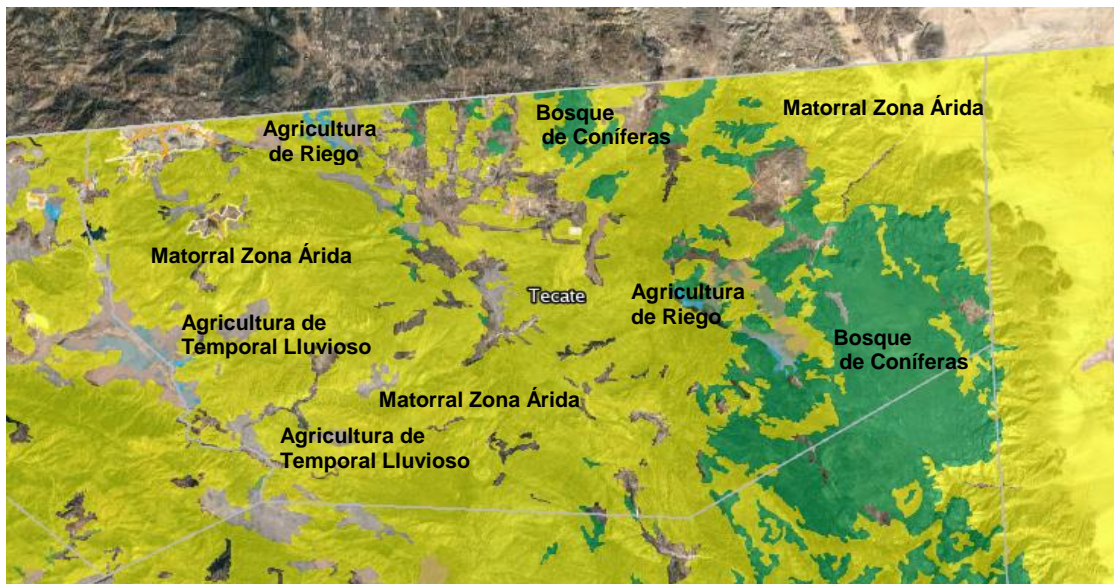 Matorral Zona Árida
Bosque
de Coníferas
Agricultura
de Riego
Matorral Zona Árida
Tecate
Agricultura
de Riego
Agricultura de
Temporal Lluvioso
Bosque
de Coníferas
Matorral Zona Árida
Agricultura de
Temporal Lluvioso